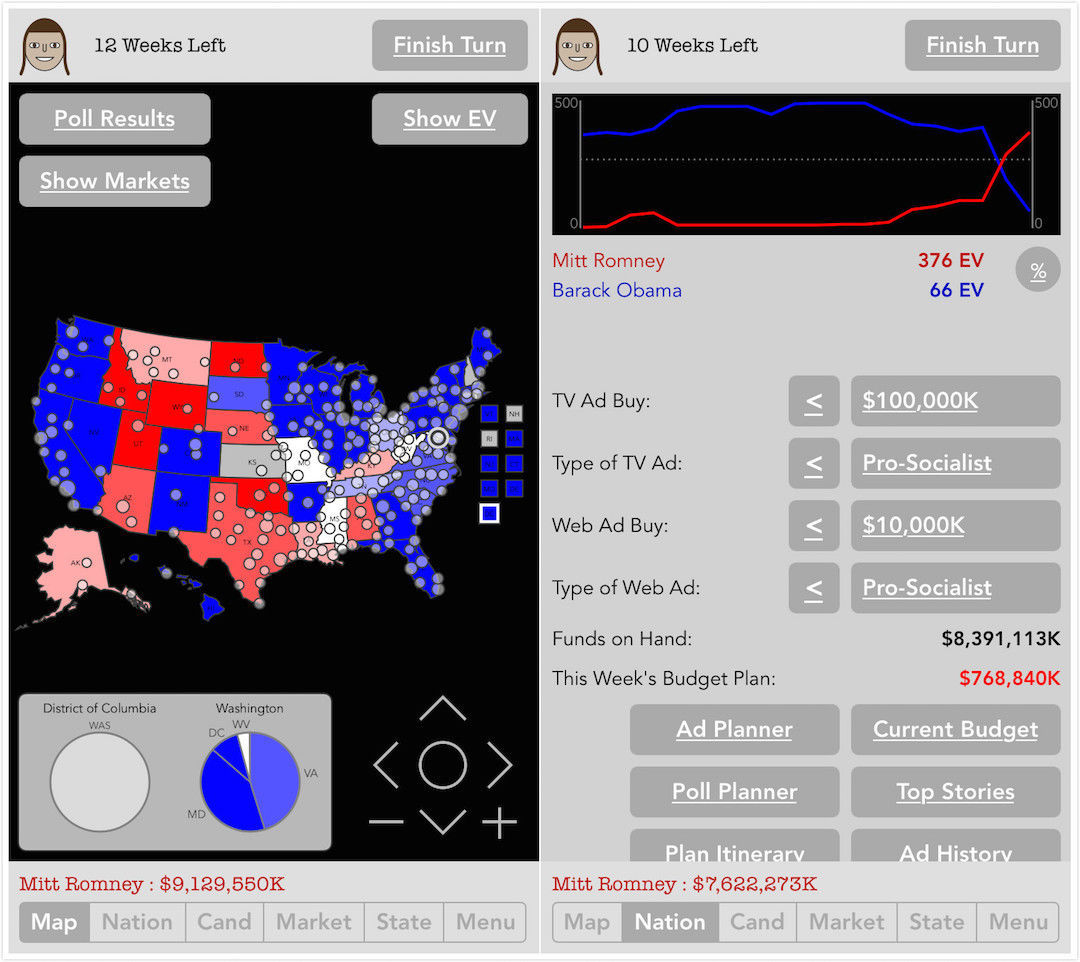 12 Weeks Left
Finish Turn
Poll Results
Show EV
Show Markets
MT
SD
NE
KS
MO
KY
AZ
TX
MS
AK
NH
RI
District of Columbia
Washington
WAS
WV
DC
VA
MD
Mitt Romney : $9,129,550K
Map
Nation
Cand
Market
State
Menu
10 Weeks Left
Finish Turn
500
500
0
0
Mitt Romney
376 EV
%
Barack Obama
66 EV
TV Ad Buy:
<
$100,000K
Type of TV Ad:
<
Pro-Socialist
Web Ad Buy:
<
$10,000K
Type of Web Ad:
<
Pro-Socialist
Funds on Hand:
$8,391,113K
This Week's Budget Plan:
$768,840K
Ad Planner
Current Budget
Poll Planner
Top Stories
Plan Itinerary
Ad History
Mitt Romney : $7,622,273K
Map
Nation
Cand
Market
State
Menu